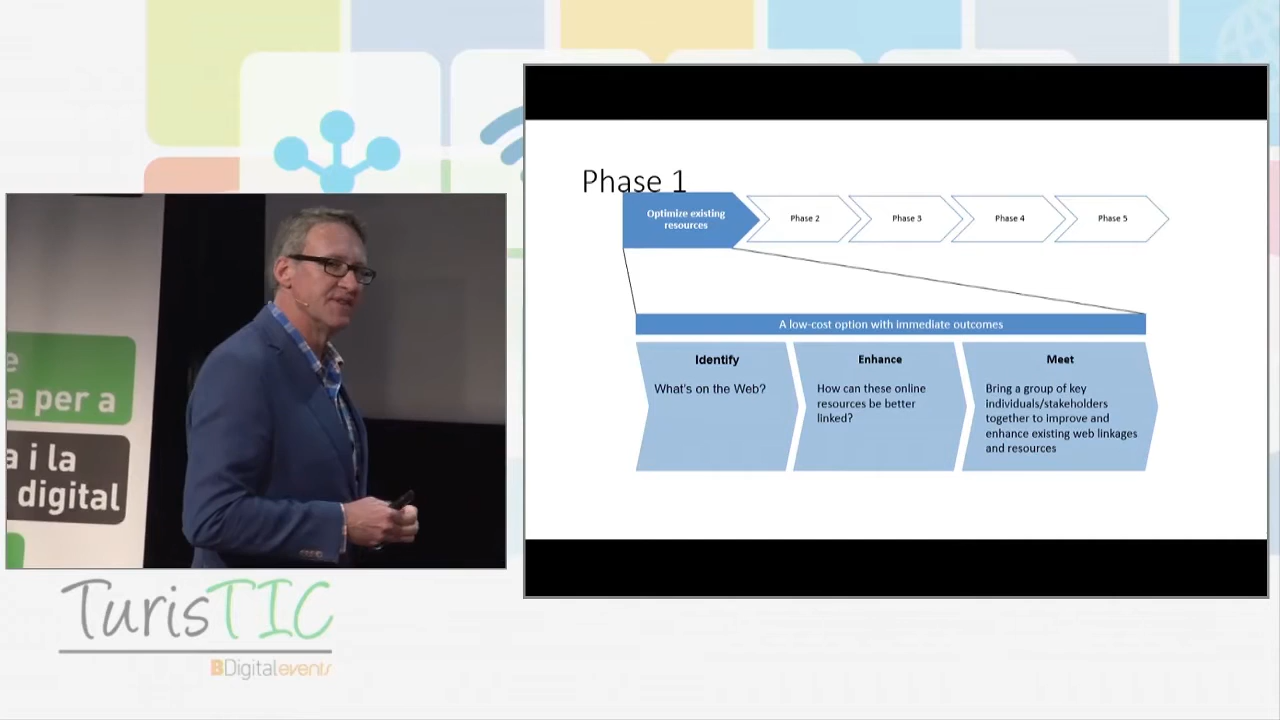 Phase 1
Optimize existing
resources
Phase 2
Phase 3
Phase 4
Phase 5
A low-cost option with immediate outcomes
Identify
What's on the Web?
Enhance
How can these online
resources be better
linked?
Meet
Bring a group of key
individuals/stakeholders
together to improve and
enhance existing web linkages
and resources
e
a per a
a i la
digital
TurisTIC
BDigitalevents